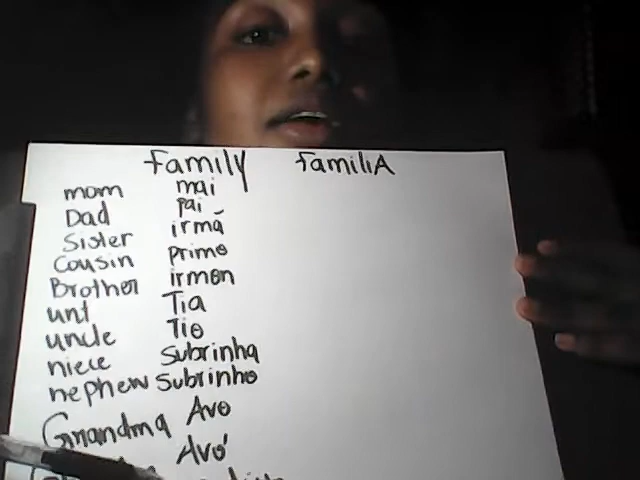 Family FamiliA
mom mai
Dad pai
Sister irmã
Cousin primo
Brother irmon
unt Tia
uncle Tio
niece Subrinha
nephew Subrinho
Grandma Avo
Avo'